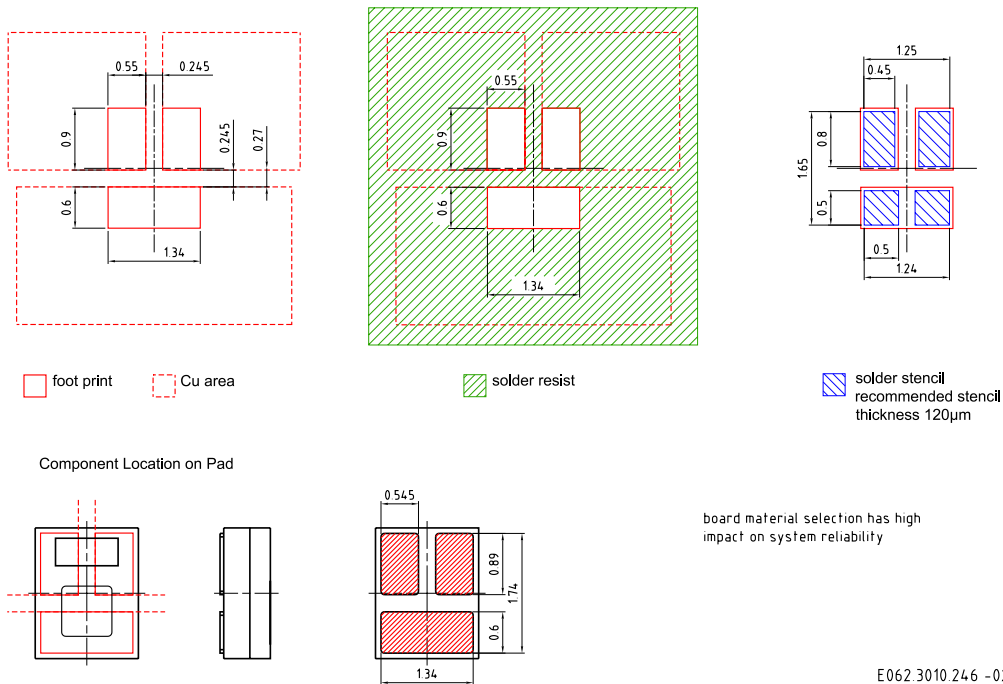 0.55
0.245
0.9
0.245
0.27
0.6
1.34
0.55
0.9
0.6
1.34
1.25
0.45
0.8
1.65
0.5
0.5
1.24
foot print
Cu area
solder resist
solder stencil
recommended stencil
thickness 120µm
Component Location on Pad
0.545
0.89
1.74
0.6
1.34
board material selection has high
impact on system reliability
E062.3010.246 -0